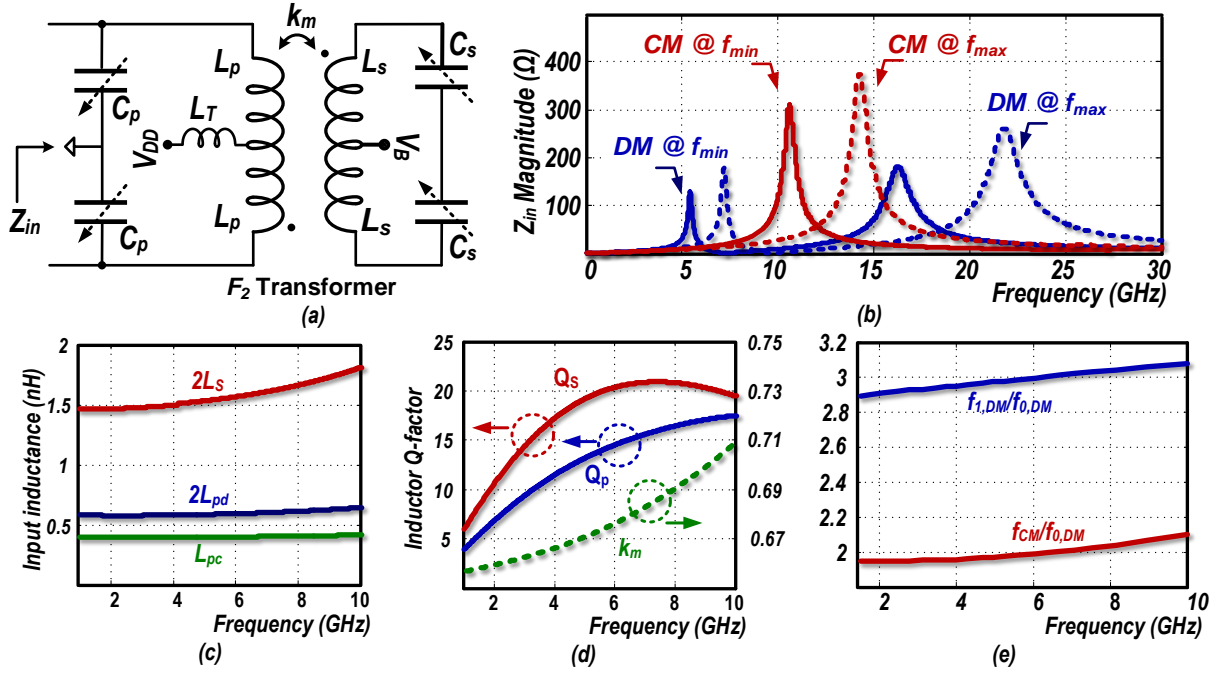 k_m
C_s
L_p
L_s
C_p
L_T
V_DD
V_B
Z_in
C_p
L_p
L_s
C_s
F_2 Transformer
(a)
Z_in Magnitude (Ω)
400
300
200
100
CM @ f_min
CM @ f_max
DM @ f_max
DM @ f_min
0 5 10 15 20 25 30
Frequency (GHz)
(b)
Input inductance (nH)
2
1.5
1
0.5
2L_S
2L_pd
L_pc
2 4 6 8 10
Frequency (GHz)
(c)
Inductor Q-factor
25
20
15
10
5
Q_S
Q_p
k_m
0.75
0.73
0.71
0.69
0.67
2 4 6 8 10
Frequency (GHz)
(d)
3.2
3
2.8
2.6
2.4
2.2
2
f_1,DM/f_0,DM
f_CM/f_0,DM
2 4 6 8 10
Frequency (GHz)
(e)